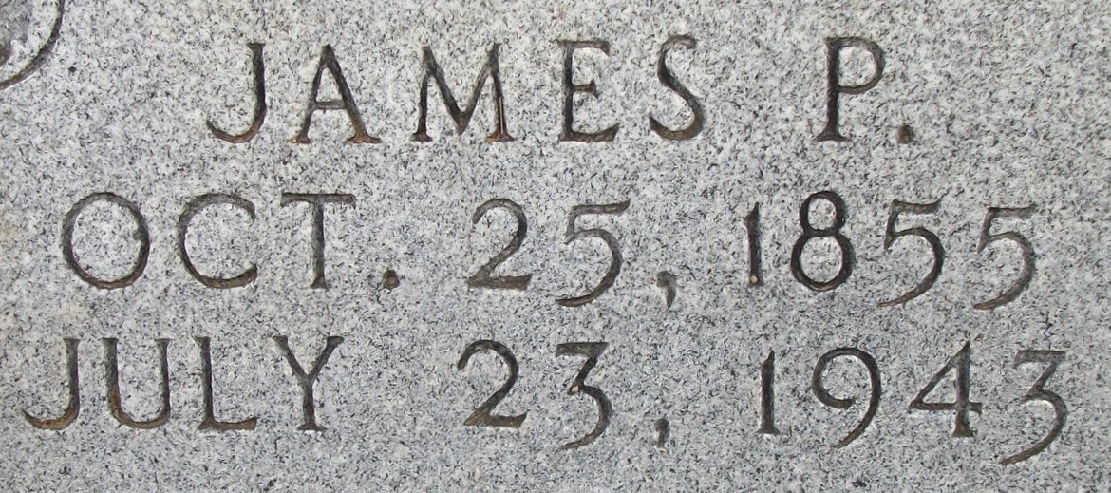 JAMES P.
OCT. 25, 1855
JULY 23, 1943